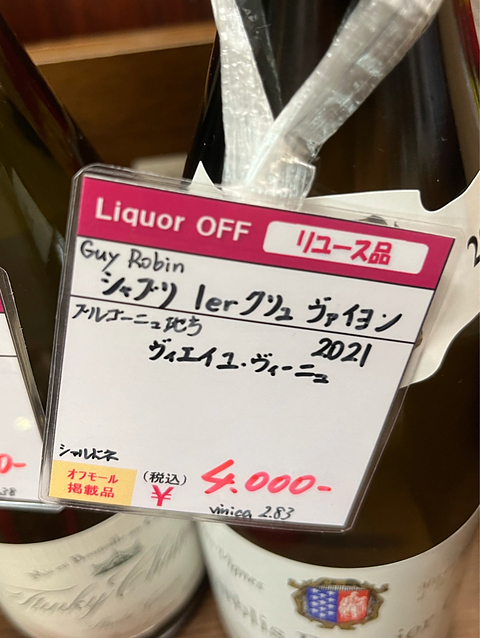 Liquor OFF リユース品
Guy Robin
シャブリ 1erクリュ ヴァイヨン
ブルゴーニュ地方 2021
ヴィエイユ・ヴィーニュ
シャルドネ
オフモール
掲載品
(税込)
¥
4.000-
vinica 2.83